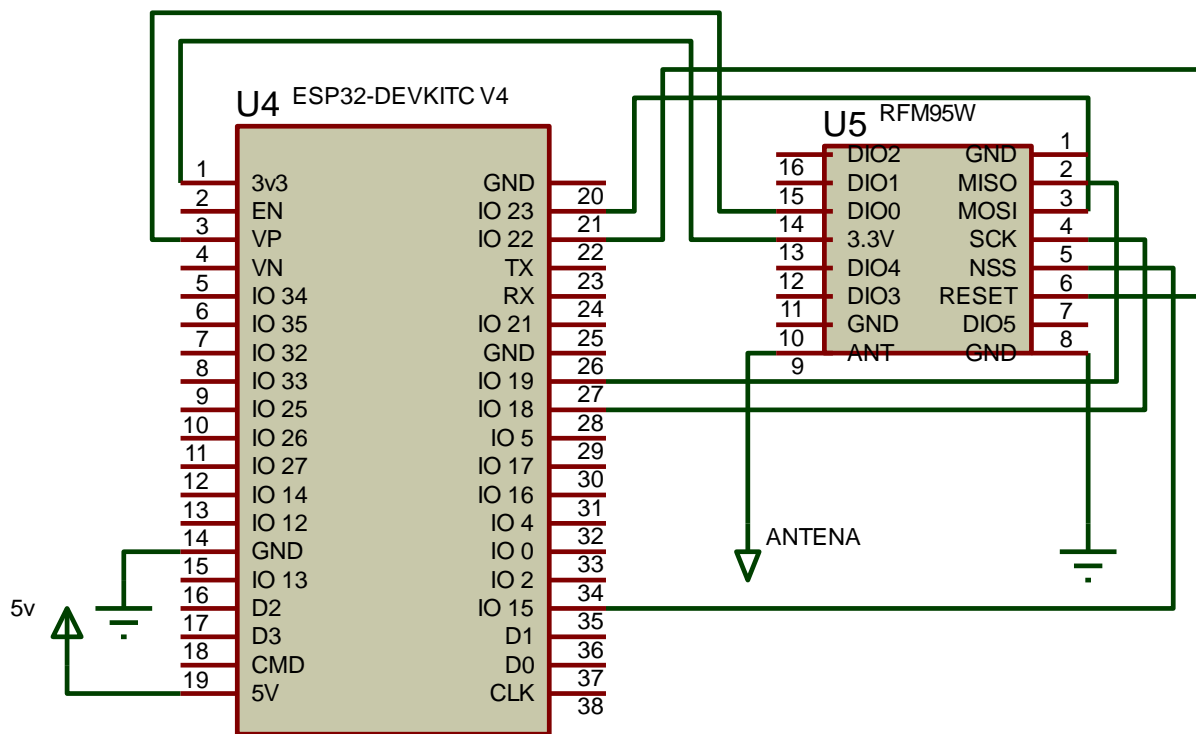 U4 ESP32-DEVKITC V4
1 3v3
2 EN
3 VP
4 VN
5 IO 34
6 IO 35
7 IO 32
8 IO 33
9 IO 25
10 IO 26
11 IO 27
12 IO 14
13 IO 12
14 GND
15 IO 13
16 D2
17 D3
18 CMD
19 5V
GND 20
IO 23 21
IO 22 22
TX 23
RX 24
IO 21 25
GND 26
IO 19 27
IO 18 28
IO 5 29
IO 17 30
IO 16 31
IO 4 32
IO 0 33
IO 2 34
IO 15 35
D1 36
D0 37
CLK 38
5v
U5 RFM95W
16 DIO2
15 DIO1
14 DIO0
13 3.3V
12 DIO4
11 DIO3
10 GND
9 ANT
GND 1
MISO 2
MOSI 3
SCK 4
NSS 5
RESET 6
DIO5 7
GND 8
ANTENA